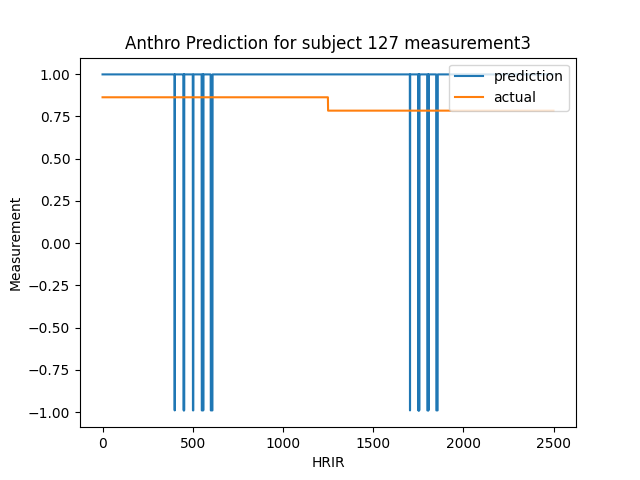 Anthro Prediction for subject 127 measurement3
prediction
actual
1.00
0.75
0.50
0.25
0.00
−0.25
−0.50
−0.75
−1.00
Measurement
0 500 1000 1500 2000 2500
HRIR